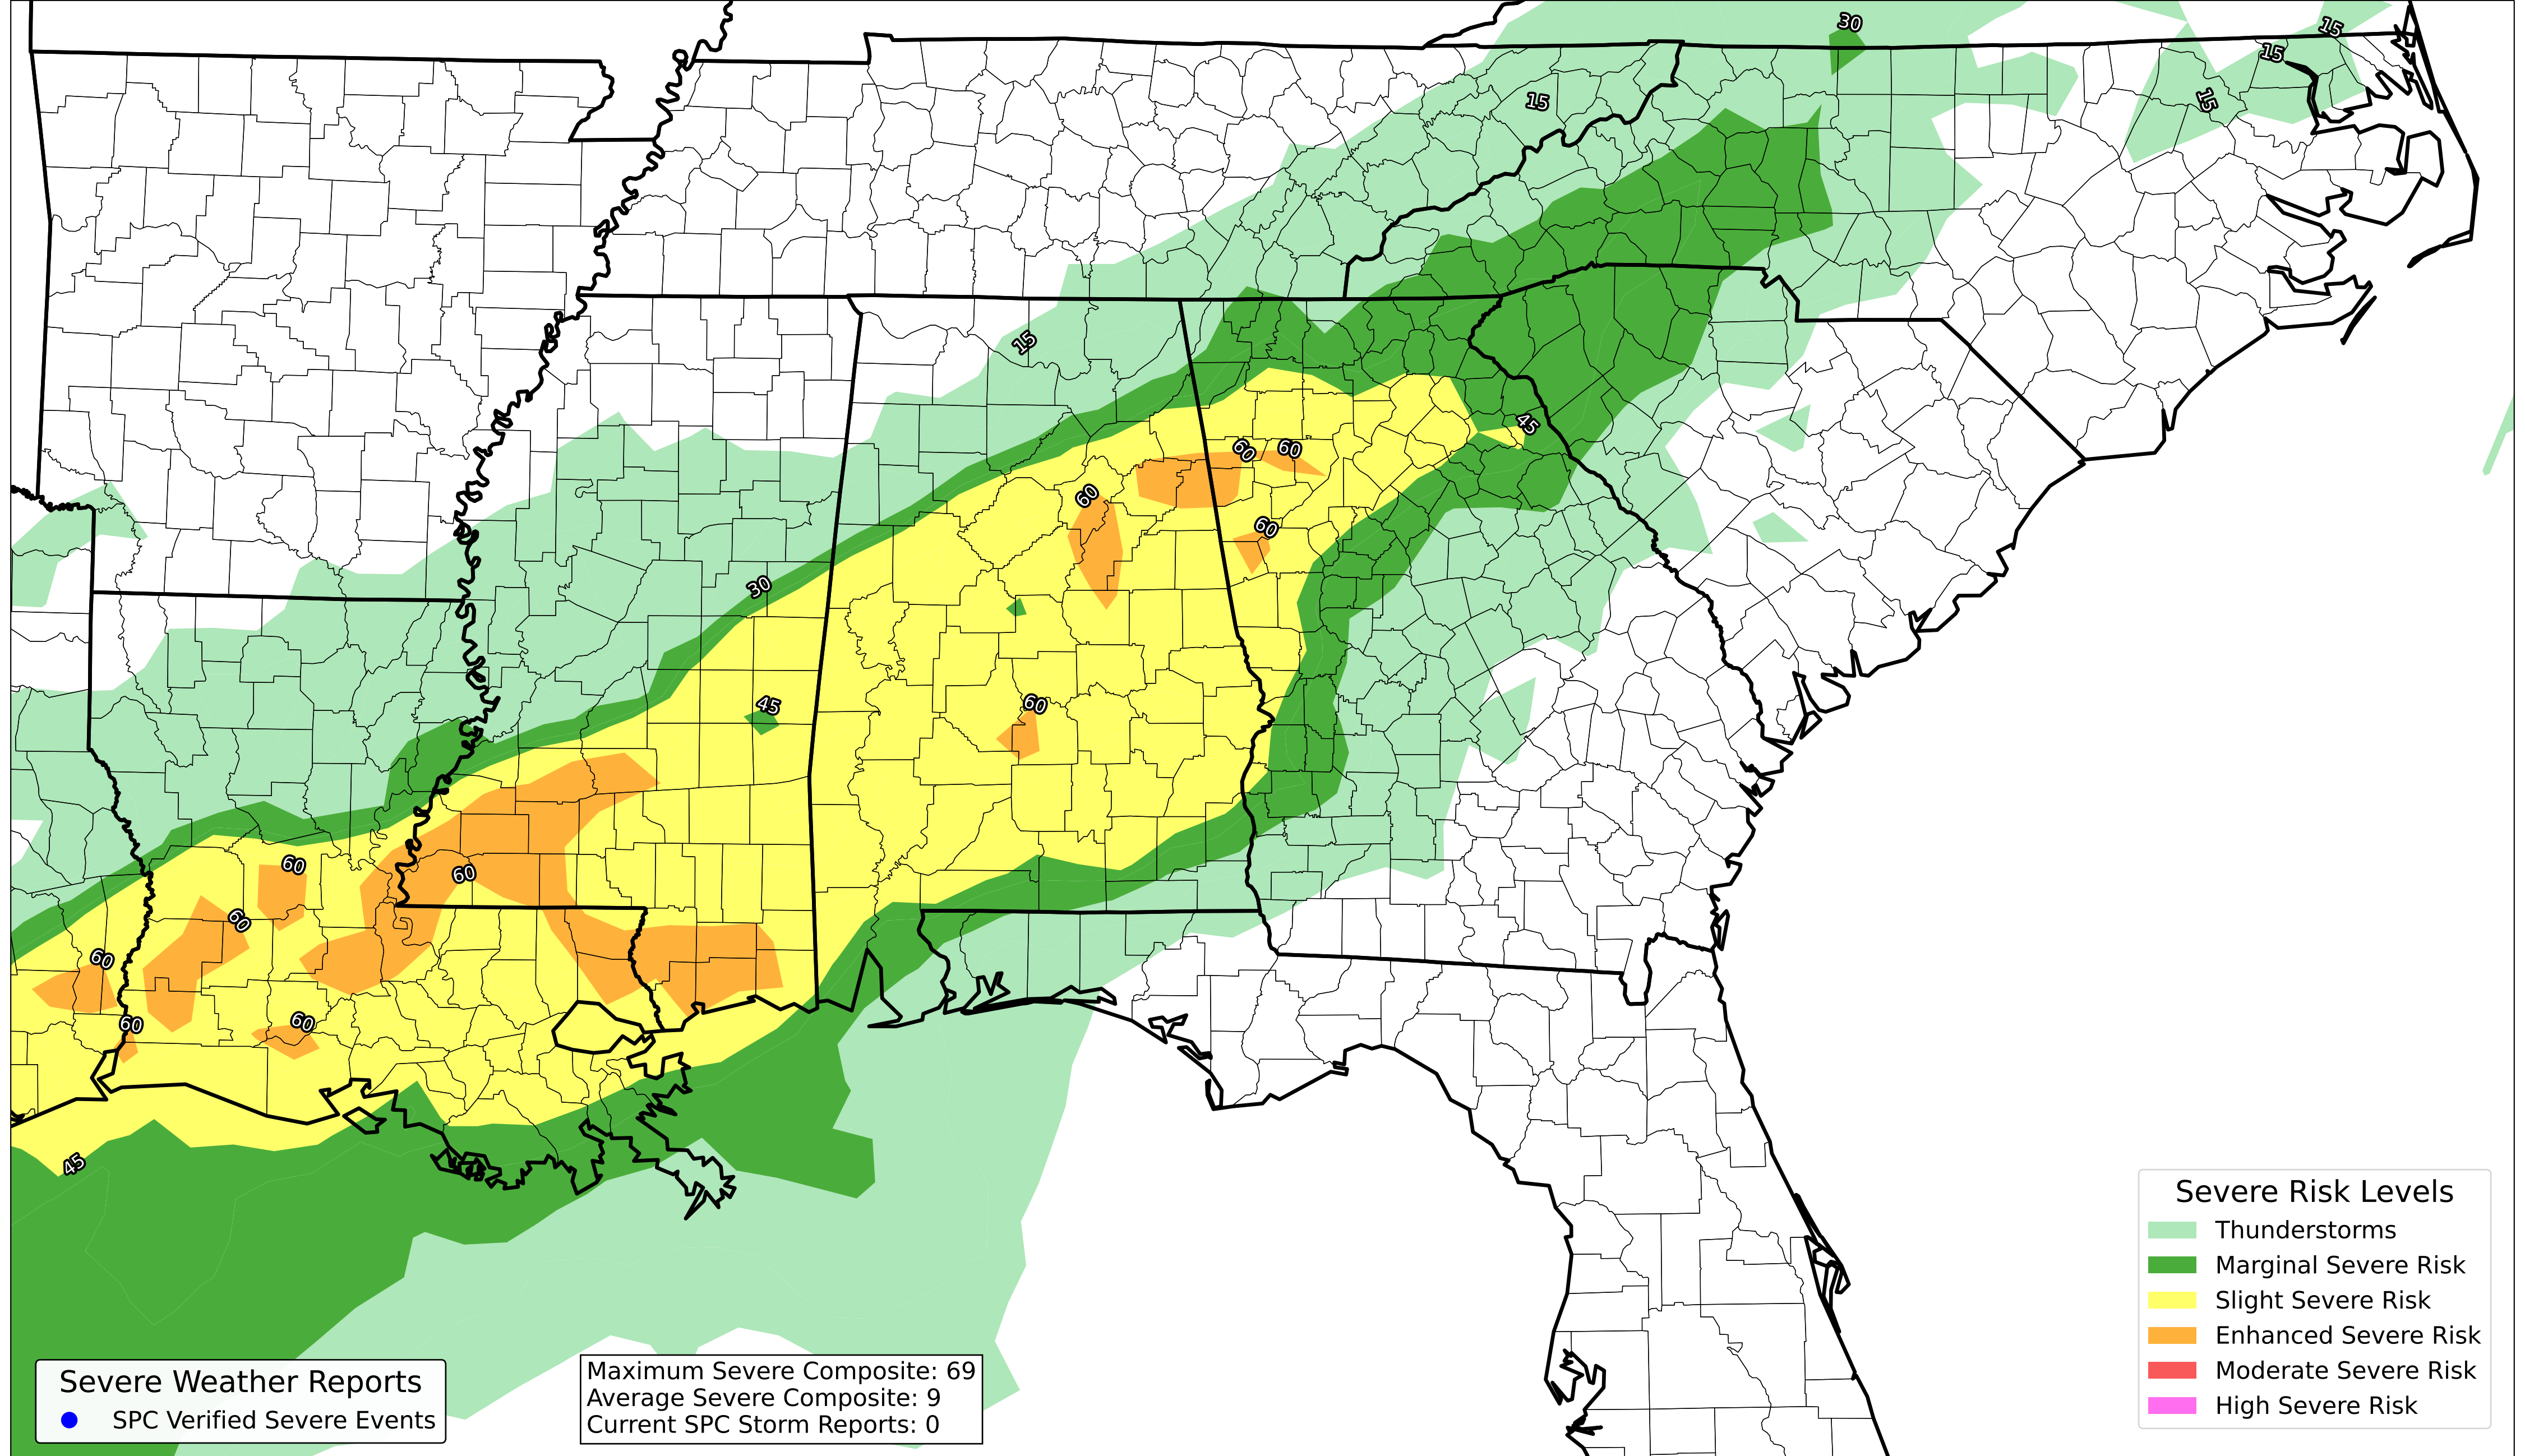 30
15
15
15
15
45
15
60
60
60
60
30
45
60
60
60
60
60
60
60
45
Severe Risk Levels
Thunderstorms
Marginal Severe Risk
Slight Severe Risk
Enhanced Severe Risk
Moderate Severe Risk
High Severe Risk
Severe Weather Reports
SPC Verified Severe Events
Maximum Severe Composite: 69
Average Severe Composite: 9
Current SPC Storm Reports: 0